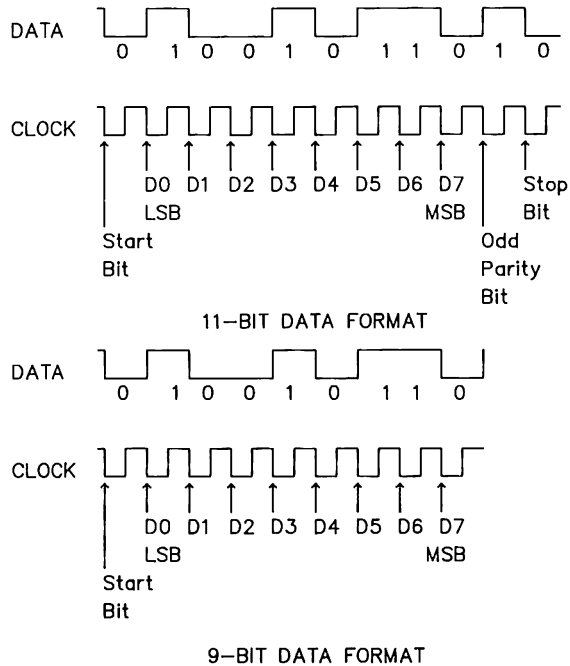 DATA
0 1 0 0 1 0 1 1 0 1 0
CLOCK
D0 D1 D2 D3 D4 D5 D6 D7 Stop
LSB MSB Bit
Start Odd
Bit Parity
Bit
11-BIT DATA FORMAT
DATA
0 1 0 0 1 0 1 1 0
CLOCK
D0 D1 D2 D3 D4 D5 D6 D7
LSB MSB
Start
Bit
9-BIT DATA FORMAT